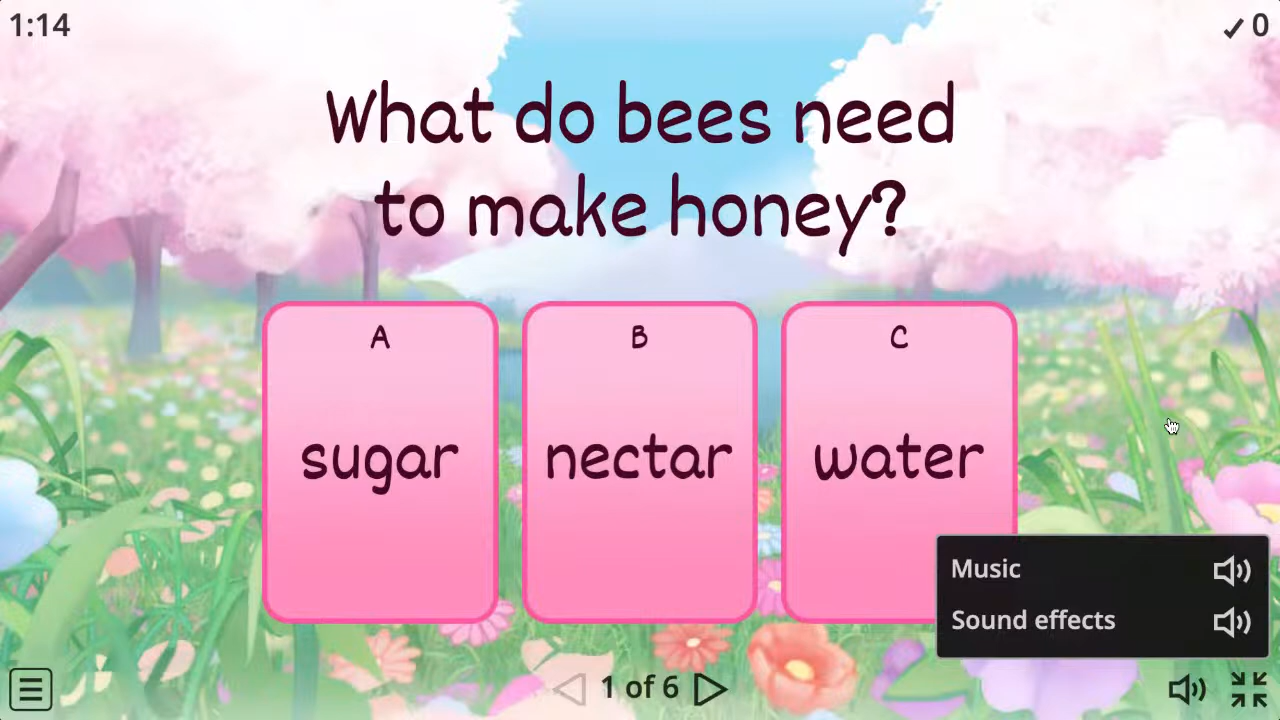 1:14
✓ 0
What do bees need
to make honey?
A
sugar
B
nectar
C
water
Music
Sound effects
1 of 6